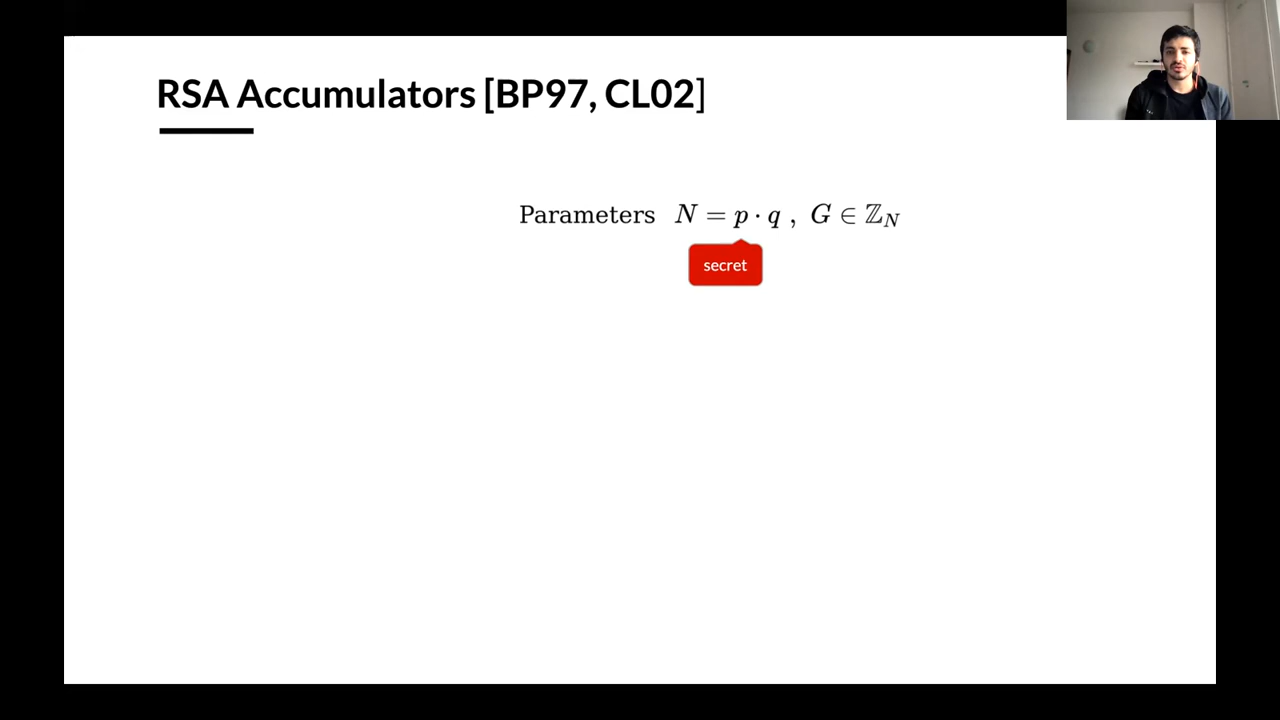 RSA Accumulators [BP97, CL02]
Parameters N = p · q , G ∈ ℤ_N
secret